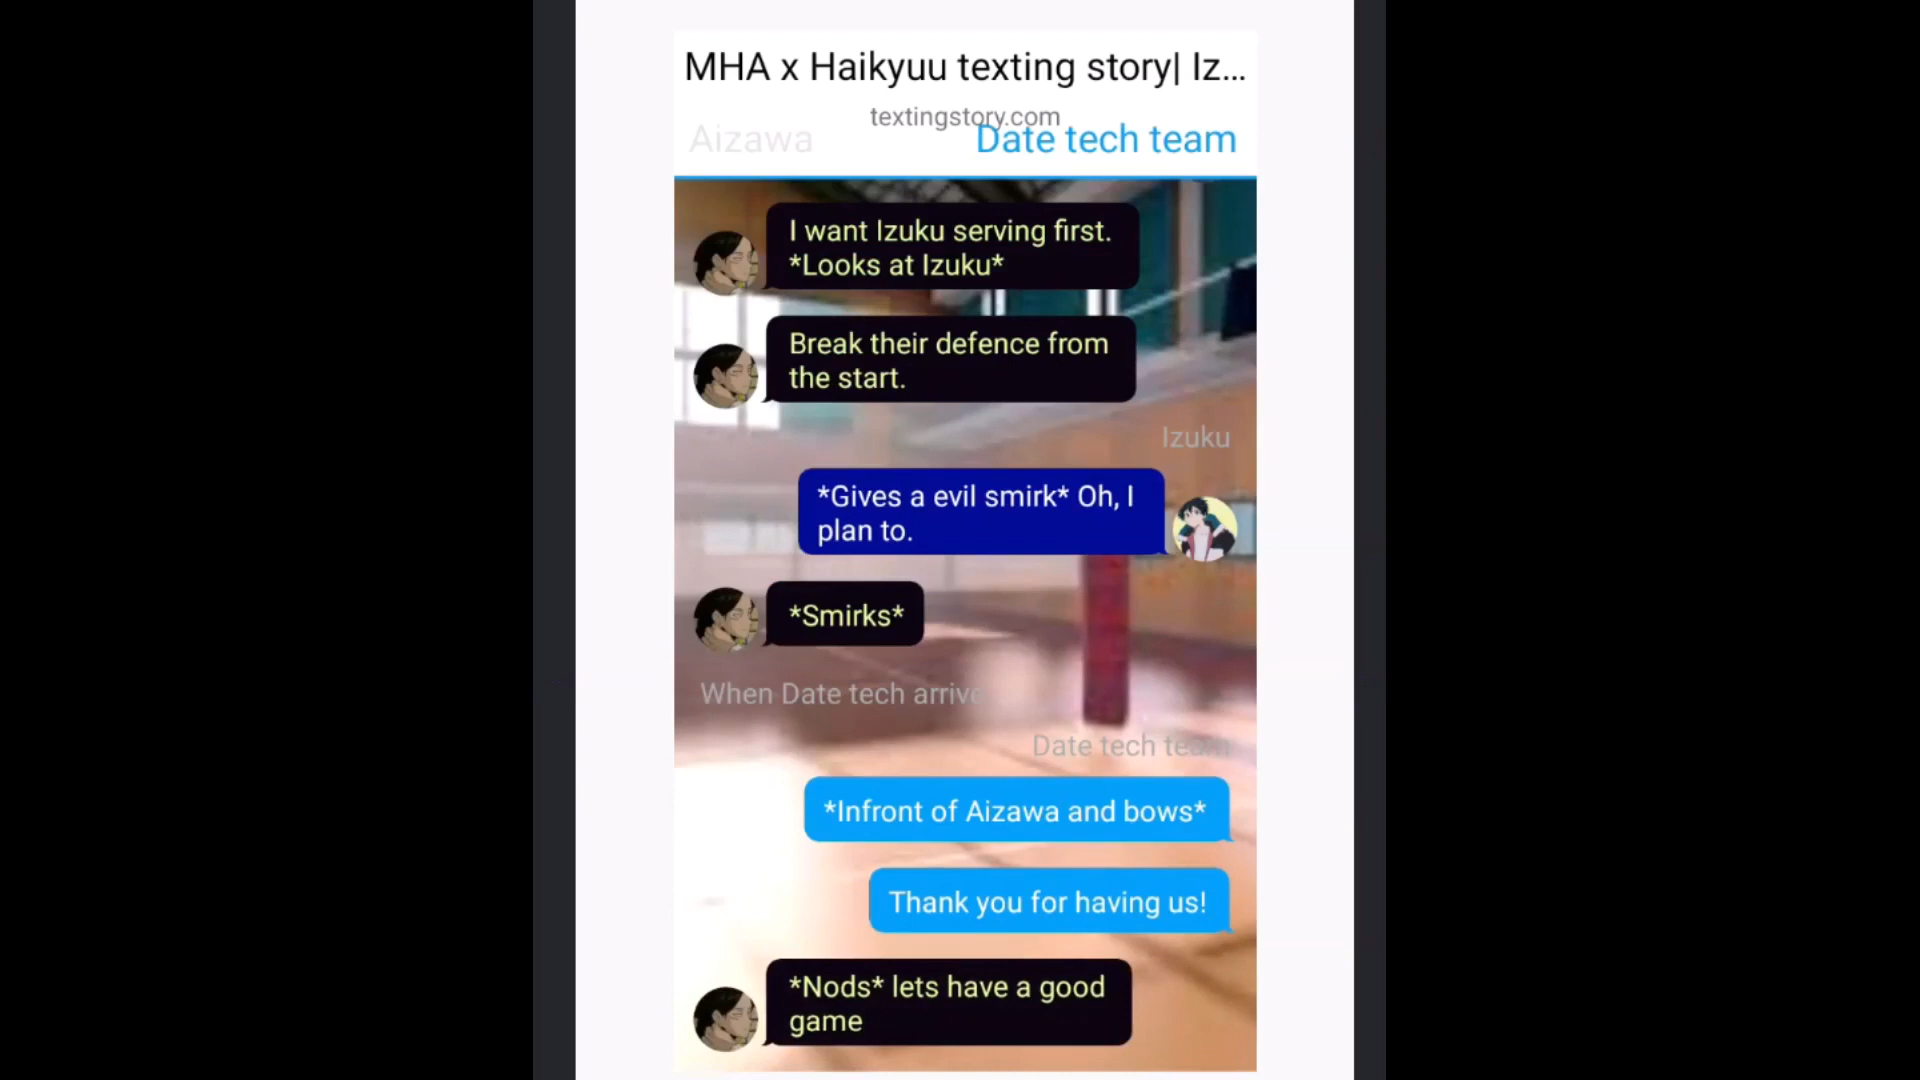 MHA x Haikyuu texting story| Iz...
textingstory.com
Aizawa
Date tech team
I want Izuku serving first.
*Looks at Izuku*
Break their defence from
the start.
Izuku
*Gives a evil smirk* Oh, I
plan to.
*Smirks*
When Date tech arrive
Date tech team
*Infront of Aizawa and bows*
Thank you for having us!
*Nods* lets have a good
game